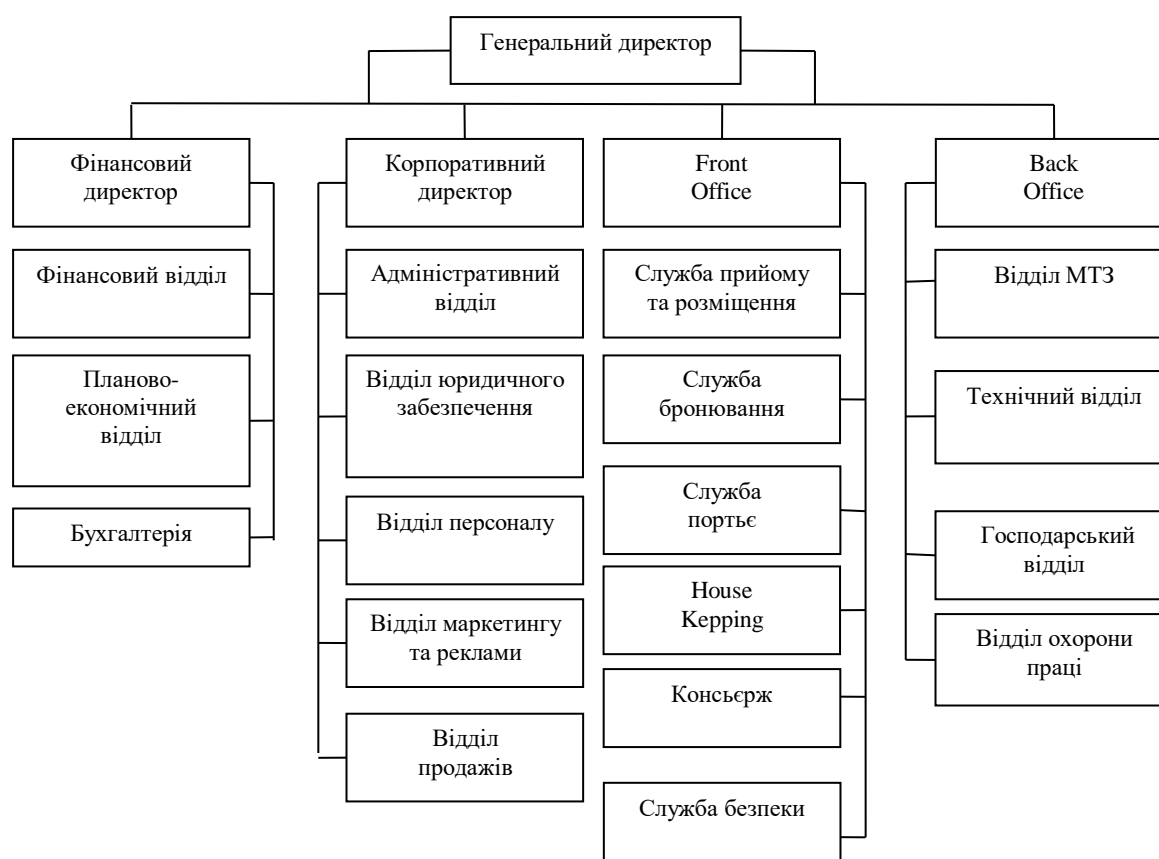 Генеральний директор
Фінансовий
директор
Фінансовий відділ
Планово-
економічний
відділ
Бухгалтерія
Корпоративний
директор
Адміністративний
відділ
Відділ юридичного
забезпечення
Відділ персоналу
Відділ маркетингу
та реклами
Відділ
продажів
Front
Office
Служба прийому
та розміщення
Служба
бронювання
Служба
портьє
House
Kepping
Консьєрж
Служба безпеки
Back
Office
Відділ МТЗ
Технічний відділ
Господарський
відділ
Відділ охорони
праці